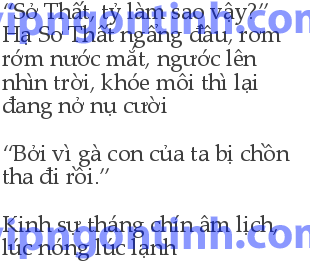 “Sở Thất, tỷ làm sao vậy?”
Hạ Sơ Thất ngẩng đầu, rơm
rớm nước mắt, ngước lên
nhìn trời, khóe môi thì lại
đang nở nụ cười
“Bởi vì gà con của ta bị chồn
tha đi rồi.”
Kinh sự tháng chín âm lịch,
lúc nóng lúc lạnh